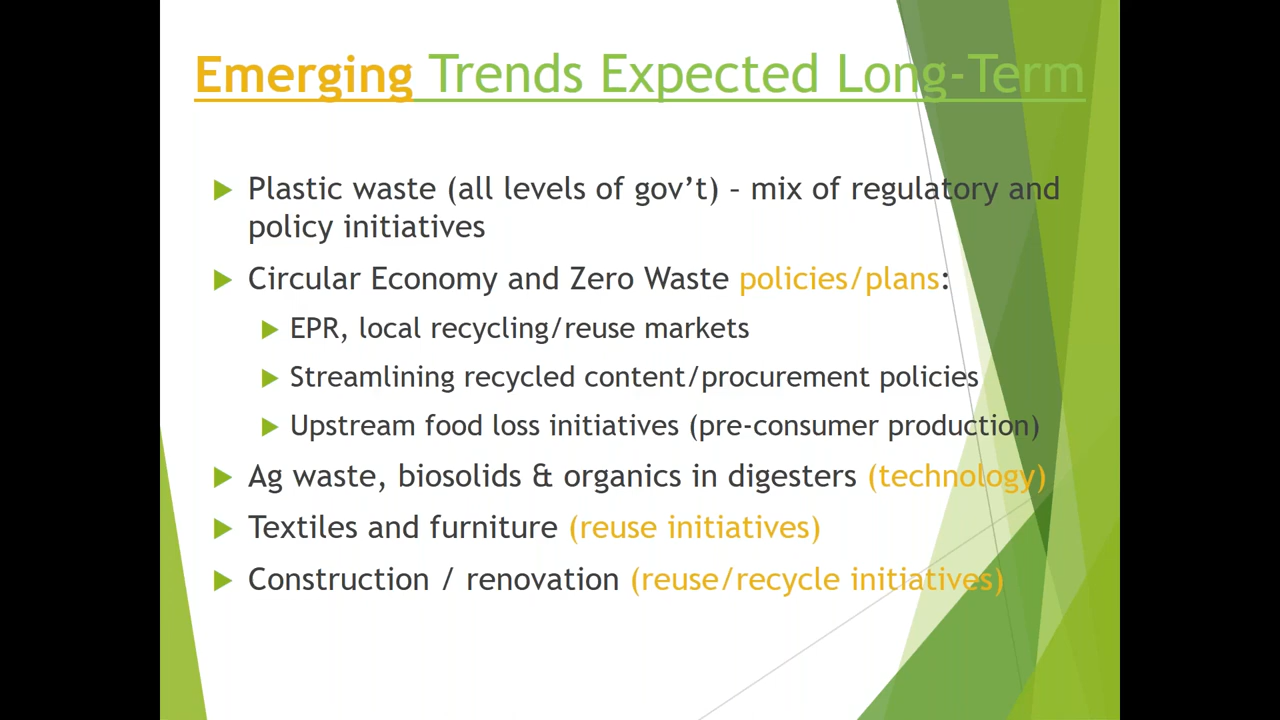 Emerging Trends Expected Long-Term
Plastic waste (all levels of gov’t) – mix of regulatory and
policy initiatives
Circular Economy and Zero Waste policies/plans:
EPR, local recycling/reuse markets
Streamlining recycled content/procurement policies
Upstream food loss initiatives (pre-consumer production)
Ag waste, biosolids & organics in digesters (technology)
Textiles and furniture (reuse initiatives)
Construction / renovation (reuse/recycle initiatives)